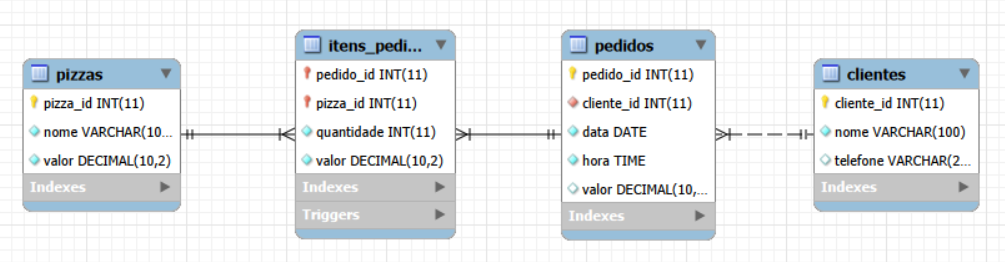 pizzas
pizza_id INT(11)
nome VARCHAR(10...
valor DECIMAL(10,2)
Indexes
itens_pedi...
pedido_id INT(11)
pizza_id INT(11)
quantidade INT(11)
valor DECIMAL(10,2)
Indexes
Triggers
pedidos
pedido_id INT(11)
cliente_id INT(11)
data DATE
hora TIME
valor DECIMAL(10,...
Indexes
clientes
cliente_id INT(11)
nome VARCHAR(100)
telefone VARCHAR(2...
Indexes